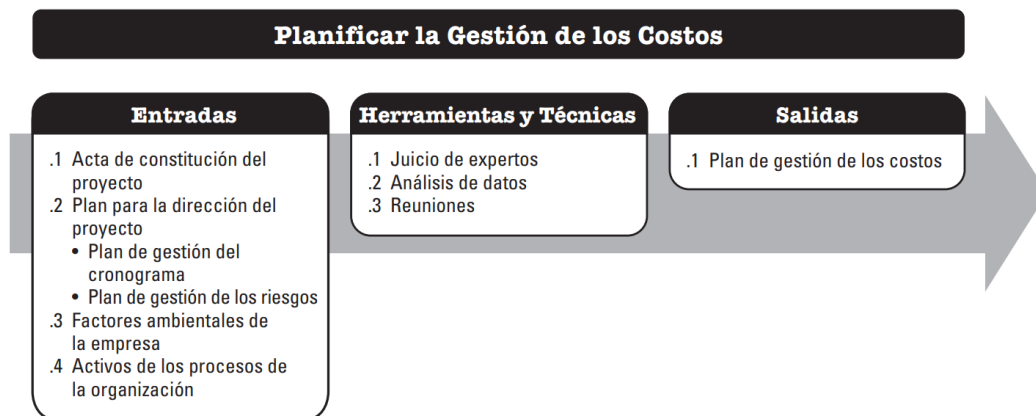 Planificar la Gestión de los Costos
Entradas
.1 Acta de constitución del
proyecto
.2 Plan para la dirección del
proyecto
• Plan de gestión del
cronograma
• Plan de gestión de los riesgos
.3 Factores ambientales de
la empresa
.4 Activos de los procesos de
la organización
Herramientas y Técnicas
.1 Juicio de expertos
.2 Análisis de datos
.3 Reuniones
Salidas
.1 Plan de gestión de los costos